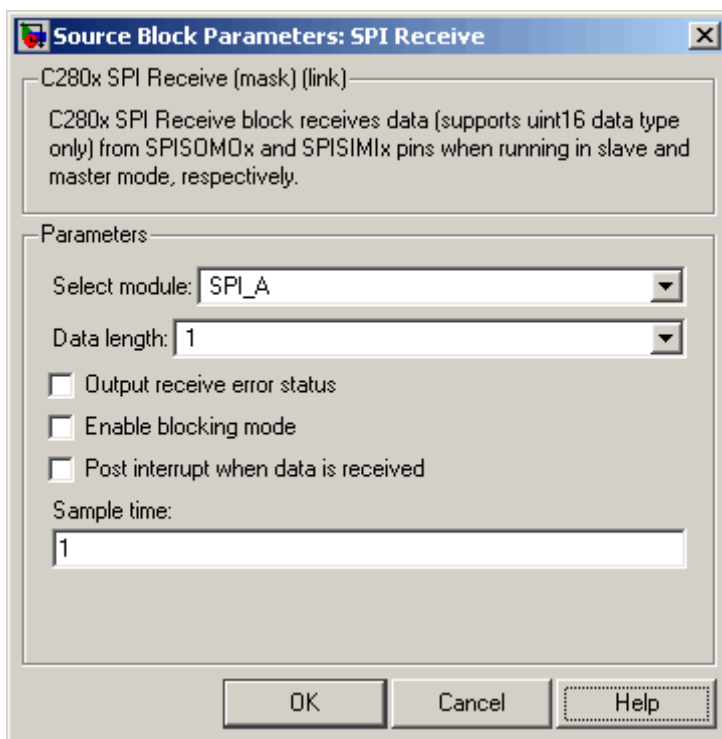 Source Block Parameters: SPI Receive
C280x SPI Receive (mask) (link)
C280x SPI Receive block receives data (supports uint16 data type
only) from SPISOMOx and SPISIMIx pins when running in slave and
master mode, respectively.
Parameters
Select module: SPI_A
Data length: 1
Output receive error status
Enable blocking mode
Post interrupt when data is received
Sample time:
1
OK Cancel Help